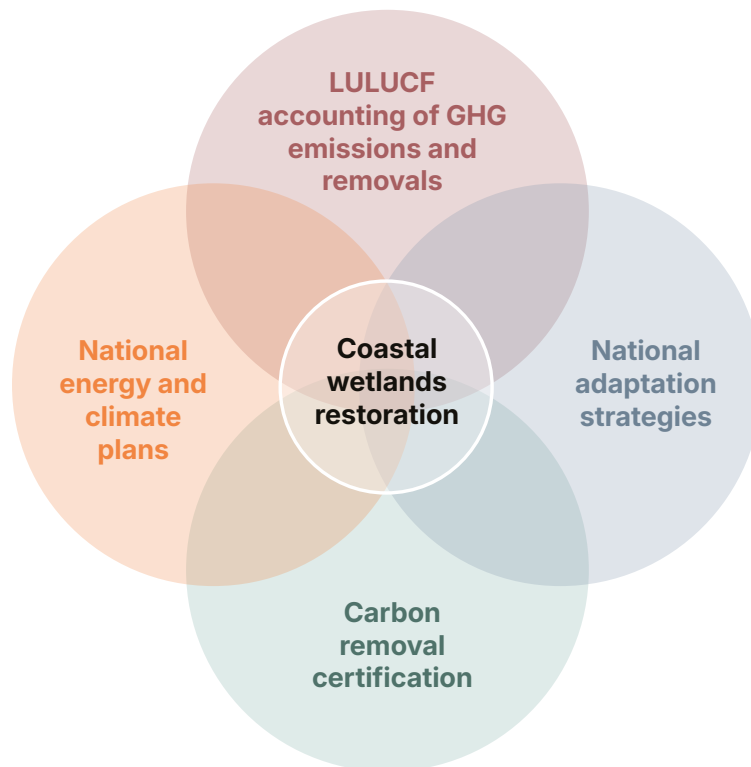 LULUCF
accounting of GHG
emissions and
removals
National
energy and
climate
plans
Coastal
wetlands
restoration
National
adaptation
strategies
Carbon
removal
certification